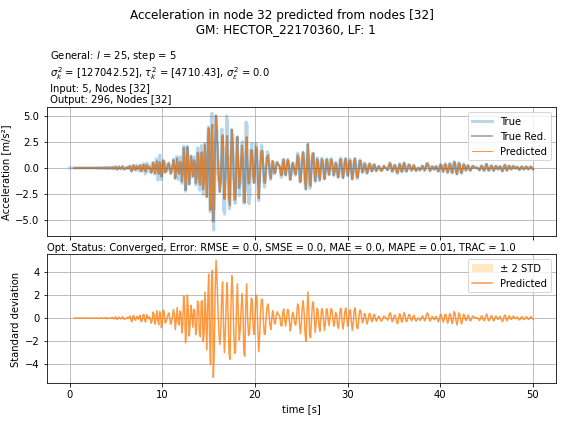 Acceleration in node 32 predicted from nodes [32]
GM: HECTOR_22170360, LF: 1
General: l = 25, step = 5
σ²ₖ = [127042.52], τ²ₖ = [4710.43], σ²ᵣ = 0.0
Input: 5, Nodes [32]
Output: 296, Nodes [32]
Acceleration [m/s²]
5.0
2.5
0.0
−2.5
−5.0
True
True Red.
Predicted
Opt. Status: Converged, Error: RMSE = 0.0, SMSE = 0.0, MAE = 0.0, MAPE = 0.01, TRAC = 1.0
Standard deviation
4
2
0
−2
−4
± 2 STD
Predicted
0 10 20 30 40 50
time [s]